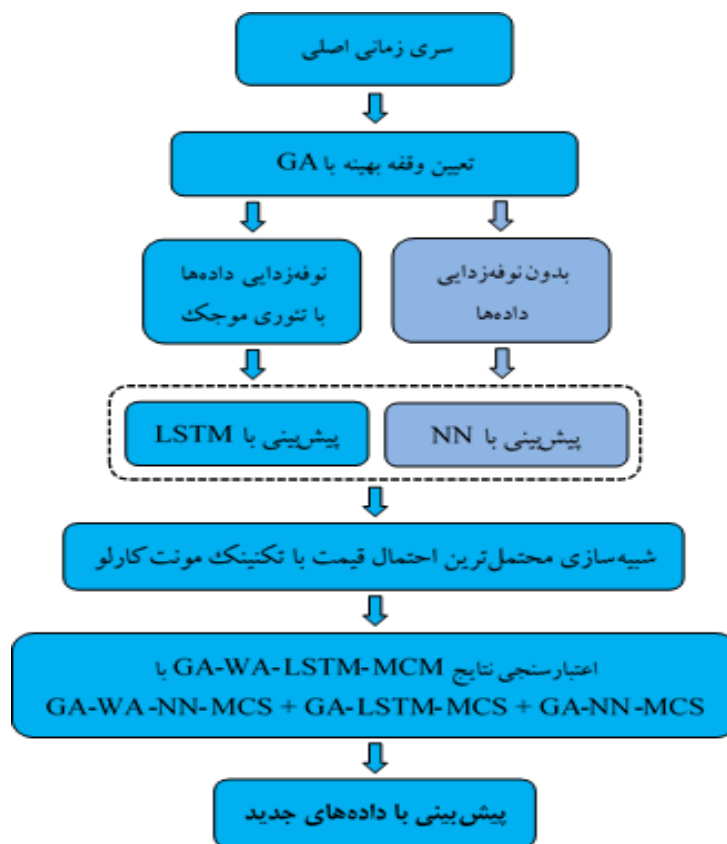 سری زمانی اصلی
تعیین وقفه بهینه با GA
بدون نوفه‌زدایی
داده‌ها
نوفه‌زدایی داده‌ها
با تئوری موجک
پیش‌بینی با NN
پیش‌بینی با LSTM
شبیه‌سازی محتمل‌ترین احتمال قیمت با تکنینک مونت کارلو
اعتبارسنجی نتایج GA-WA-LSTM-MCM با
GA-WA-NN-MCS + GA-LSTM-MCS + GA-NN-MCS
پیش‌بینی با داده‌های جدید